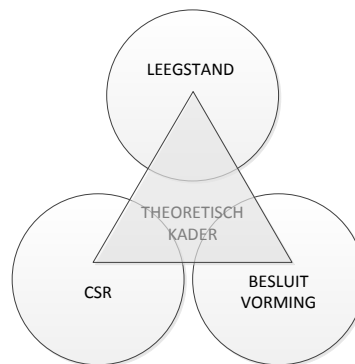 LEEGSTAND
THEORETISCH
KADER
CSR
BESLUIT
VORMING